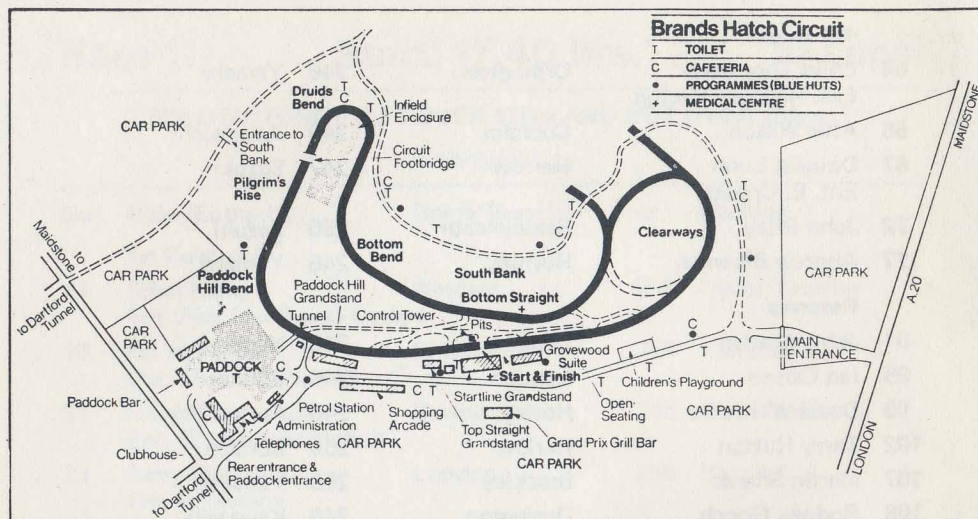 Brands Hatch Circuit
T TOILET
C CAFETERIA
● PROGRAMMES (BLUE HUTS)
+ MEDICAL CENTRE
Druids
Bend
T
C
T
Infield
Enclosure
CAR PARK
Entrance to
South Bank
Circuit
Footbridge
Pilgrim's
Rise
C
T
Clearways
T
C
MAIDSTONE
Maidstone to
to Dartford
Tunnel
CAR PARK
T
Paddock
Hill Bend
Bottom
Bend
South Bank
C
T
CAR PARK
A.20
Paddock Hill
Grandstand
Bottom Straight
+
Tunnel
Control Tower
Pits
CAR
PARK
PADDOCK
T
C
Grovewood
Suite
T
+ Start & Finish
C
T
MAIN
ENTRANCE
Paddock Bar
C
C
Petrol Station
Administration
Telephones
CAR PARK
Shopping
Arcade
C T
Startline Grandstand
Top Straight
Grandstand
T
T
Open
Seating
Children's Playground
CAR PARK
Grand Prix Grill Bar
CAR PARK
Clubhouse
to Dartford
Tunnel
Rear entrance &
Paddock entrance
LONDON